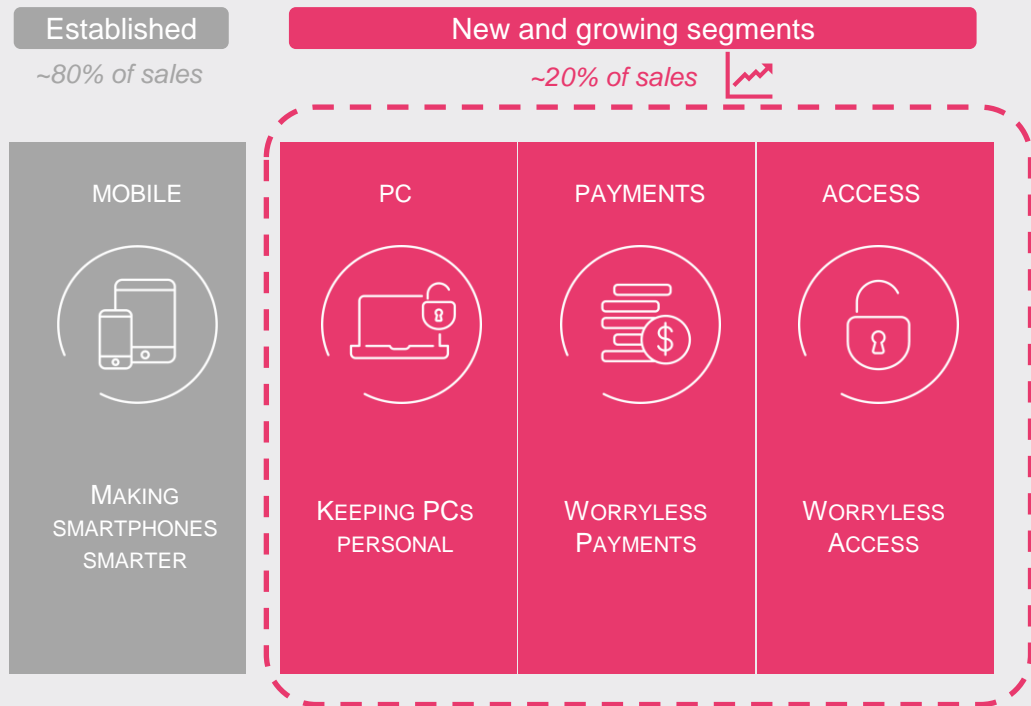 Established
~80% of sales
New and growing segments
~20% of sales
MOBILE
MAKING
SMARTPHONES
SMARTER
PC
KEEPING PCS
PERSONAL
PAYMENTS
$
WORRYLESS
PAYMENTS
ACCESS
WORRYLESS
ACCESS